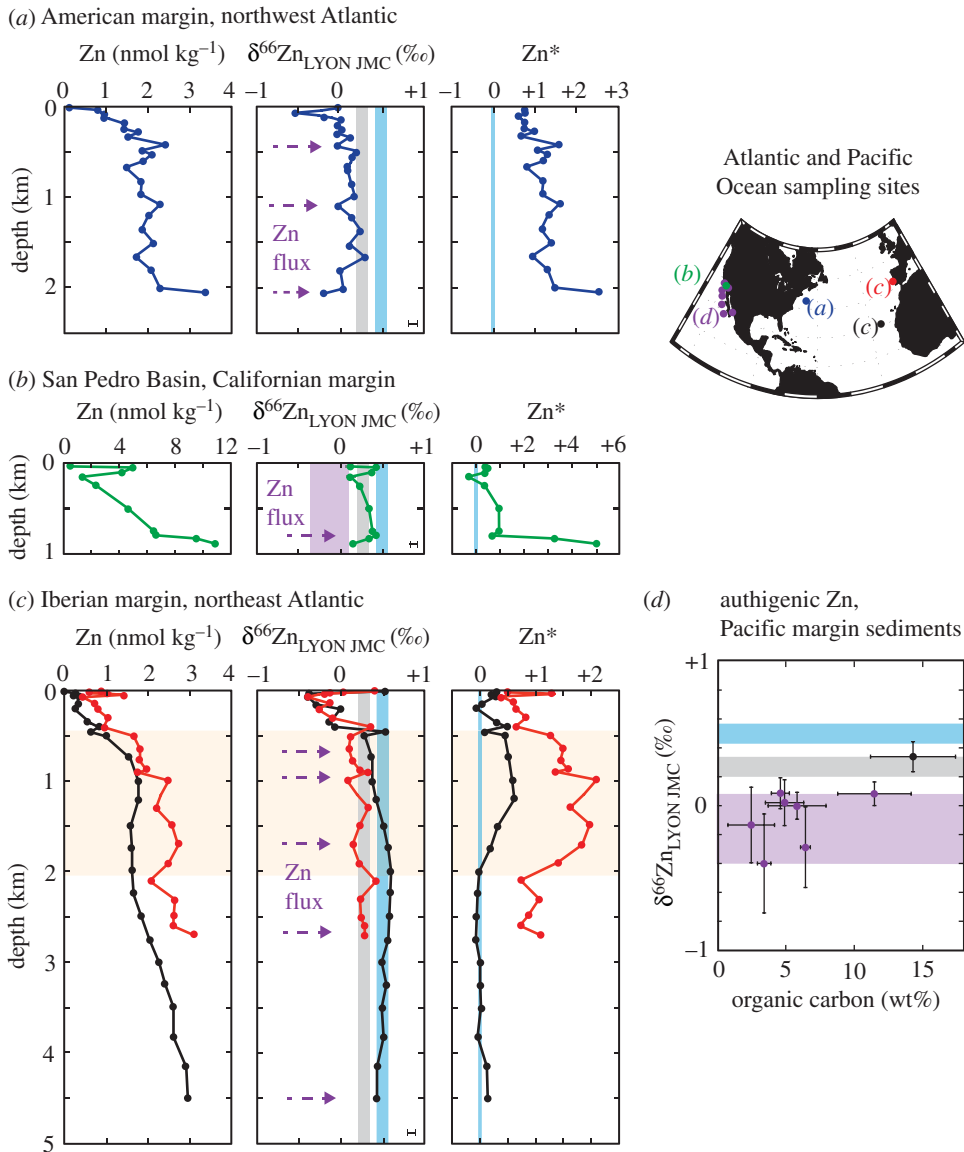 (a) American margin, northwest Atlantic
Zn (nmol kg⁻¹)
δ⁶⁶Zn_LYON JMC (‰)
Zn*
0 1 2 3 4
−1 0 +1
−1 0 +1 +2 +3
0
1
2
depth (km)
Zn
flux
Atlantic and Pacific
Ocean sampling sites
(b)
(d)
(a)
(c)
(c)
(b) San Pedro Basin, Californian margin
Zn (nmol kg⁻¹)
δ⁶⁶Zn_LYON JMC (‰)
Zn*
0 4 8 12
−1 0 +1
0 +2 +4 +6
0
1
depth (km)
Zn
flux
(c) Iberian margin, northeast Atlantic
Zn (nmol kg⁻¹)
δ⁶⁶Zn_LYON JMC (‰)
Zn*
0 1 2 3 4
−1 0 +1
0 +1 +2
0
1
2
3
4
5
depth (km)
Zn
flux
(d) authigenic Zn,
Pacific margin sediments
+1
0
−1
δ⁶⁶Zn_LYON JMC (‰)
0 5 10 15
organic carbon (wt%)